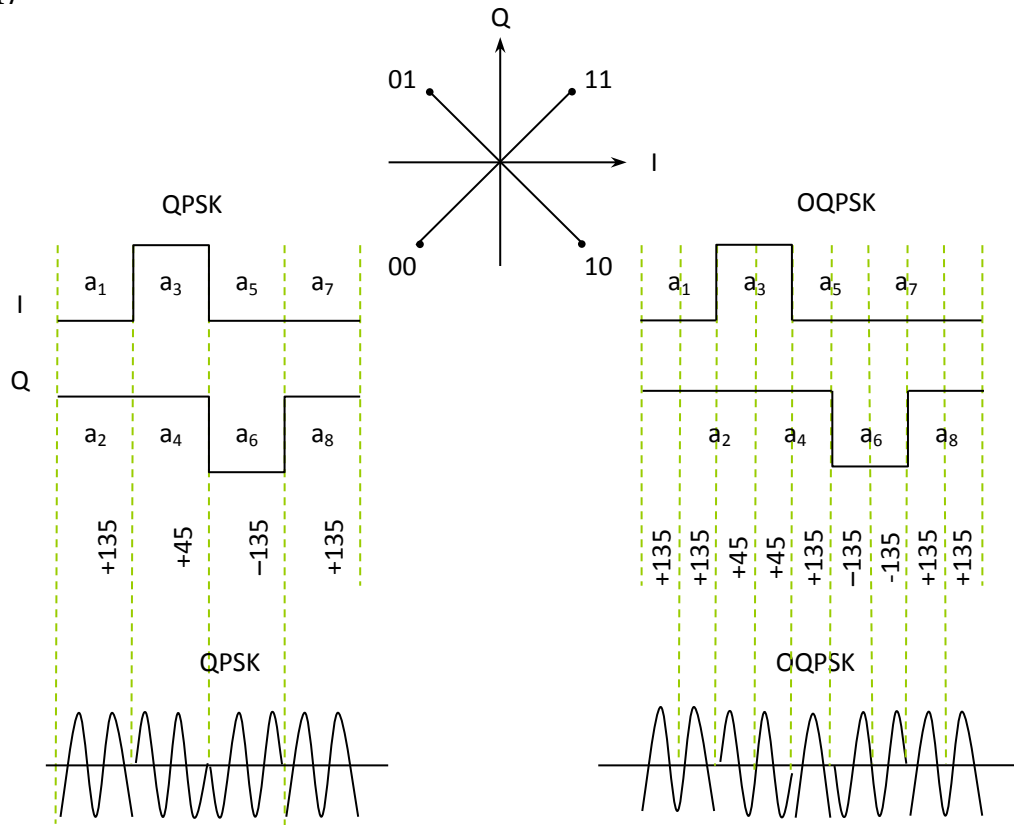 Q
01 11
I
00 10
QPSK OQPSK
I a₁ a₃ a₅ a₇ a₁ a₃ a₅ a₇
Q
a₂ a₄ a₆ a₈ a₂ a₄ a₆ a₈
+135 +45 –135 +135 +135 +135 +45 +45 +135 –135 -135 +135 +135
QPSK OQPSK